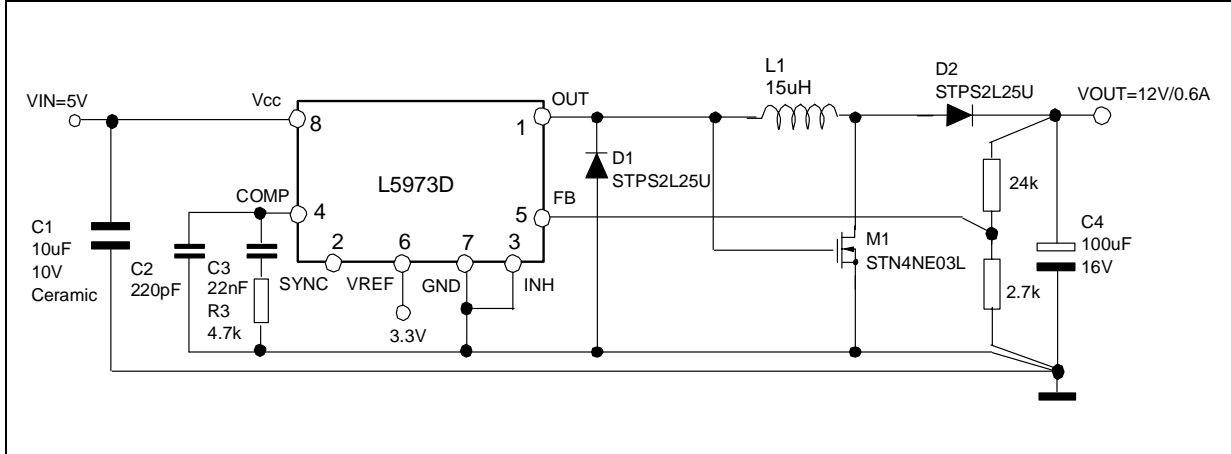 L1
15uH
D2
STPS2L25U
VIN=5V
Vcc
OUT
VOUT=12V/0.6A
8
1
D1
STPS2L25U
L5973D
24k
COMP
FB
4
5
C1
10uF
10V
Ceramic
C4
100uF
16V
2
6
7
3
M1
STN4NE03L
C2
220pF
C3
22nF
R3
4.7k
SYNC
VREF
GND
INH
2.7k
3.3V